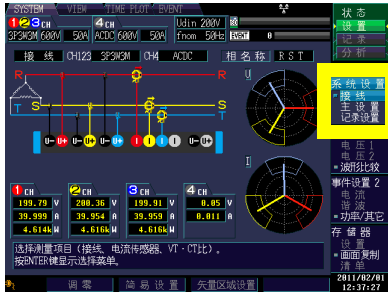 SYSTEM VIEW TIME PLOT EVENT
1 2 3 CH 4 CH Udin 200V
3P3W3M 600V 50A ACDC 600V 50A fnom 50Hz EVENT 0
接 线 CH123 3P3W3M CH4 ACDC 相名称 R S T
R R
S S
T T
U- U+ U- U+ U- U+ I I I I U- U+
U
I
1 CH 2 CH 3 CH 4 CH
199.79 V 200.36 V 199.91 V 0.05 V
39.999 A 39.954 A 39.959 A 0.011 A
4.616k W 4.614k W 4.614k W
选择测量项目(接线、电流传感器、VT·CT比)。
按ENTER键显示选择菜单。
调 零 简 易 设 置 矢量区域设置
状 态
设 置
记 录
分 析
系 统 设 置
接 线
主 设 置
记录设置
电 压 1
电 压 2
波形比较
事件设置 2
电 流
谐 波
功率/其它
存 储 器
设 置
画面复制
清 单
2011/02/01
12:37:27